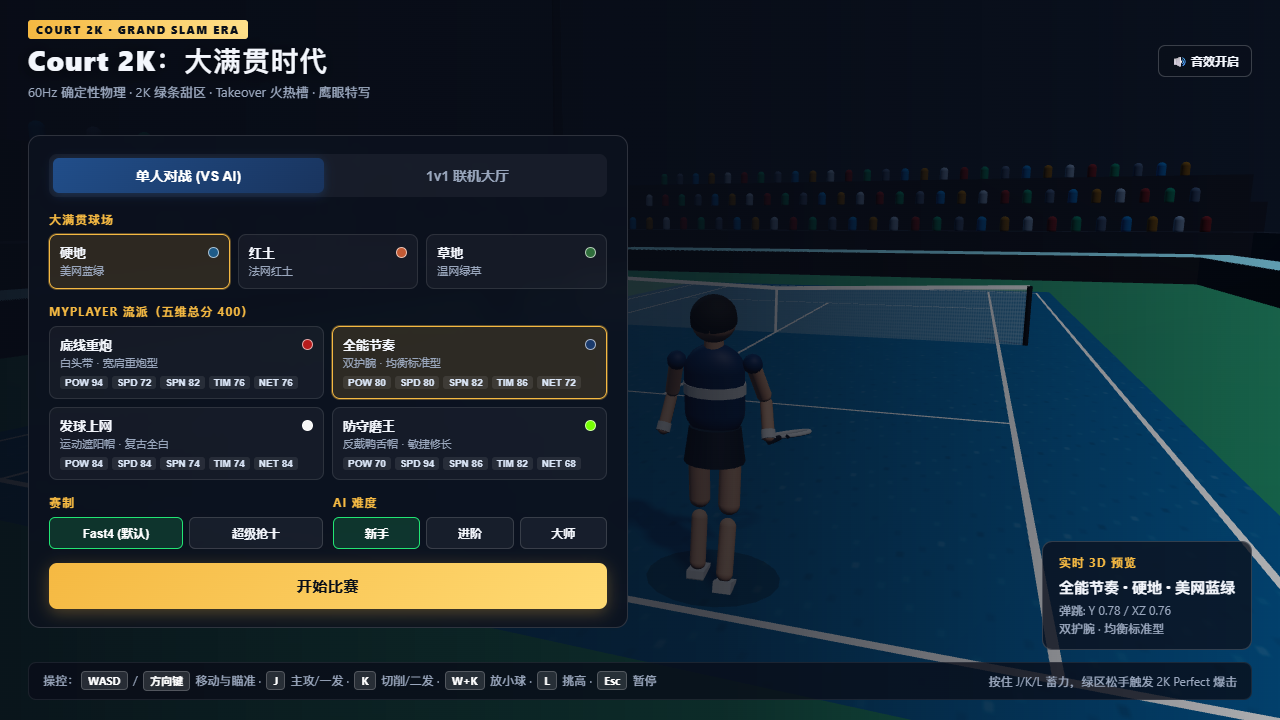 COURT 2K · GRAND SLAM ERA
Court 2K：大满贯时代
60Hz 确定性物理 · 2K 绿条甜区 · Takeover 火热槽 · 鹰眼特写
🔊 音效开启
单人对战 (VS AI)
1v1 联机大厅
大满贯球场
硬地
美网蓝绿
红土
法网红土
草地
温网绿草
MYPLAYER 流派（五维总分 400）
底线重炮
白头带 · 宽肩重炮型
POW 94 SPD 72 SPN 82 TIM 76 NET 76
全能节奏
双护腕 · 均衡标准型
POW 80 SPD 80 SPN 82 TIM 86 NET 72
发球上网
运动遮阳帽 · 复古全白
POW 84 SPD 84 SPN 74 TIM 74 NET 84
防守磨王
反戴鸭舌帽 · 敏捷修长
POW 70 SPD 94 SPN 86 TIM 82 NET 68
赛制
Fast4 (默认)
超级抢十
AI 难度
新手
进阶
大师
开始比赛
实时 3D 预览
全能节奏 · 硬地 · 美网蓝绿
弹跳: Y 0.78 / XZ 0.76
双护腕 · 均衡标准型
操控： WASD / 方向键 移动与瞄准 · J 主攻/一发 · K 切削/二发 · W+K 放小球 · L 挑高 · Esc 暂停
按住 J/K/L 蓄力，绿区松手触发 2K Perfect 爆击